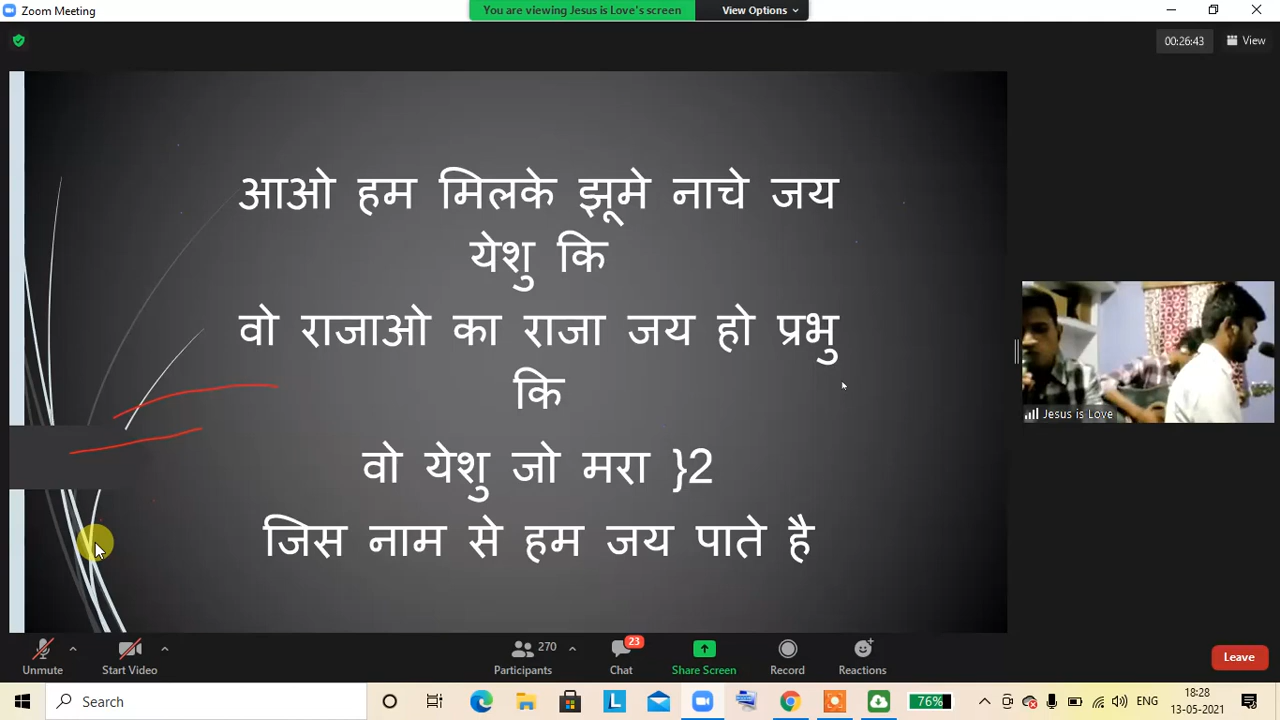 Zoom Meeting
You are viewing Jesus is Love's screen
View Options
00:26:43
View
आओ हम मिलके झूमे नाचे जय
येशु कि
वो राजाओ का राजा जय हो प्रभु
कि
वो येशु जो मरा }2
जिस नाम से हम जय पाते है
Jesus is Love
Unmute
Start Video
270
Participants
23
Chat
Share Screen
Record
Reactions
Leave
Search
L
76%
ENG
18:28
13-05-2021